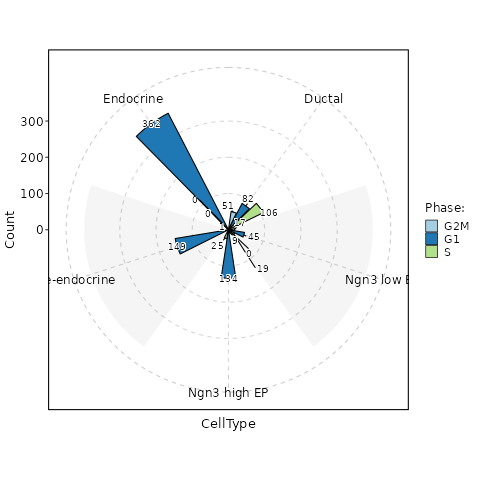 Endocrine
Ductal
362
300
200
100
0
Count
0
0
51
82
106
45
9
25
0
19
149
134
e-endocrine
Ngn3 low E
Ngn3 high EP
CellType
Phase:
G2M
G1
S